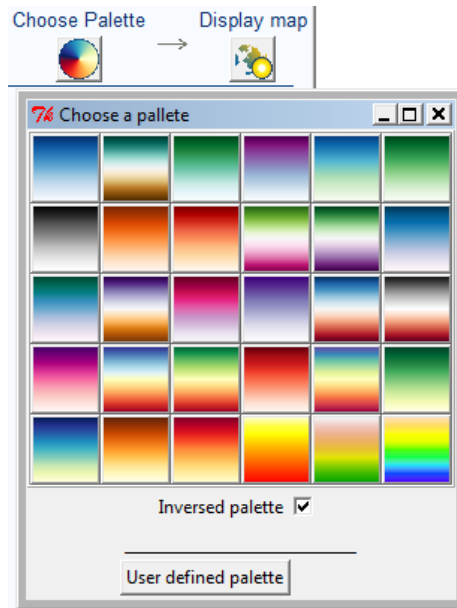 Choose Palette
Display map
Choose a pallete
Inversed palette
User defined palette